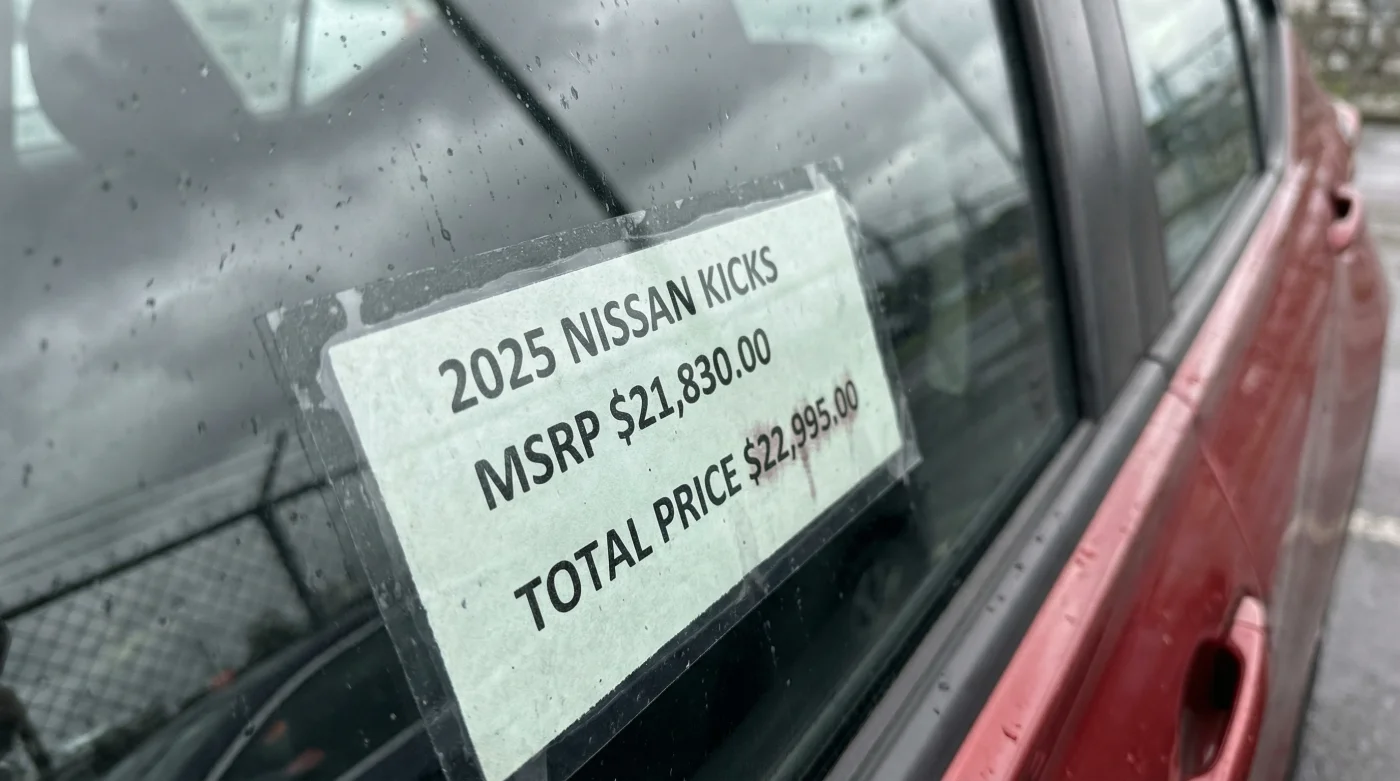 2025 NISSAN KICKS
MSRP $21,830.00
TOTAL PRICE $22,995.00